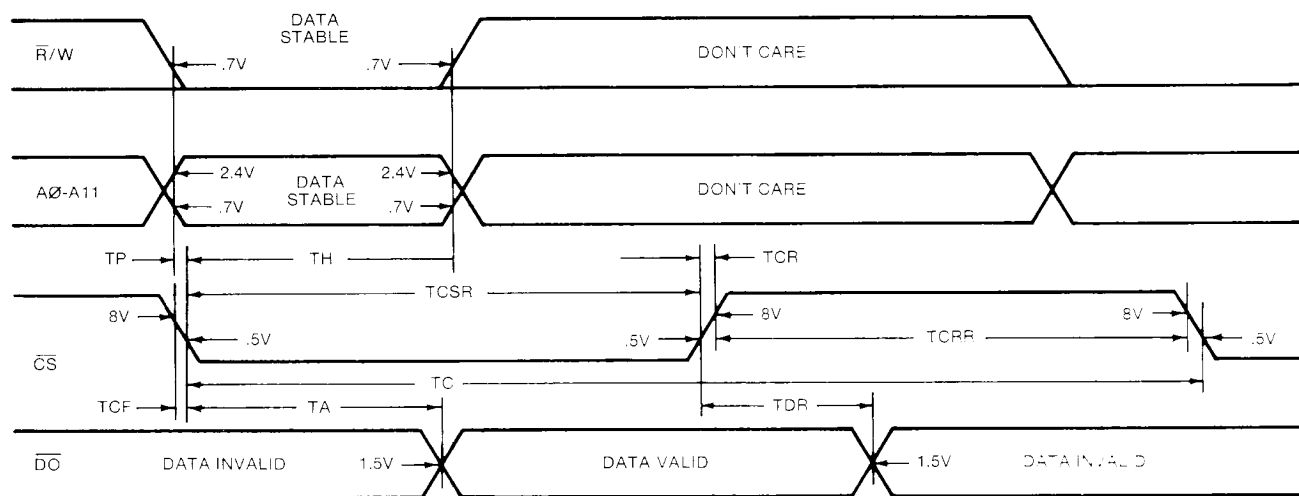 DATA
STABLE
R̅/W
.7V
.7V
DON'T CARE
AØ-A11
2.4V
2.4V
DATA
STABLE
.7V
.7V
DON'T CARE
TP
TH
TCR
TCSR
8V
8V
8V
.5V
.5V
TCRR
.5V
C̅S̅
TC
TCF
TA
TDR
D̅O̅
DATA INVALID
1.5V
DATA VALID
1.5V
DATA INVALID